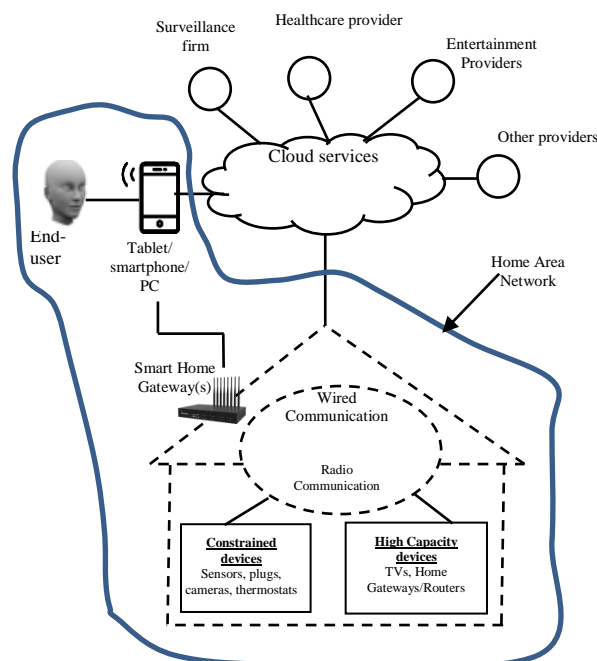 Surveillance
firm
Healthcare provider
Entertainment
Providers
Cloud services
Other providers
End-
user
Tablet/
smartphone/
PC
Home Area
Network
Smart Home
Gateway(s)
Wired
Communication
Radio
Communication
Constrained
devices
Sensors, plugs,
cameras, thermostats
High Capacity
devices
TVs, Home
Gateways/Routers